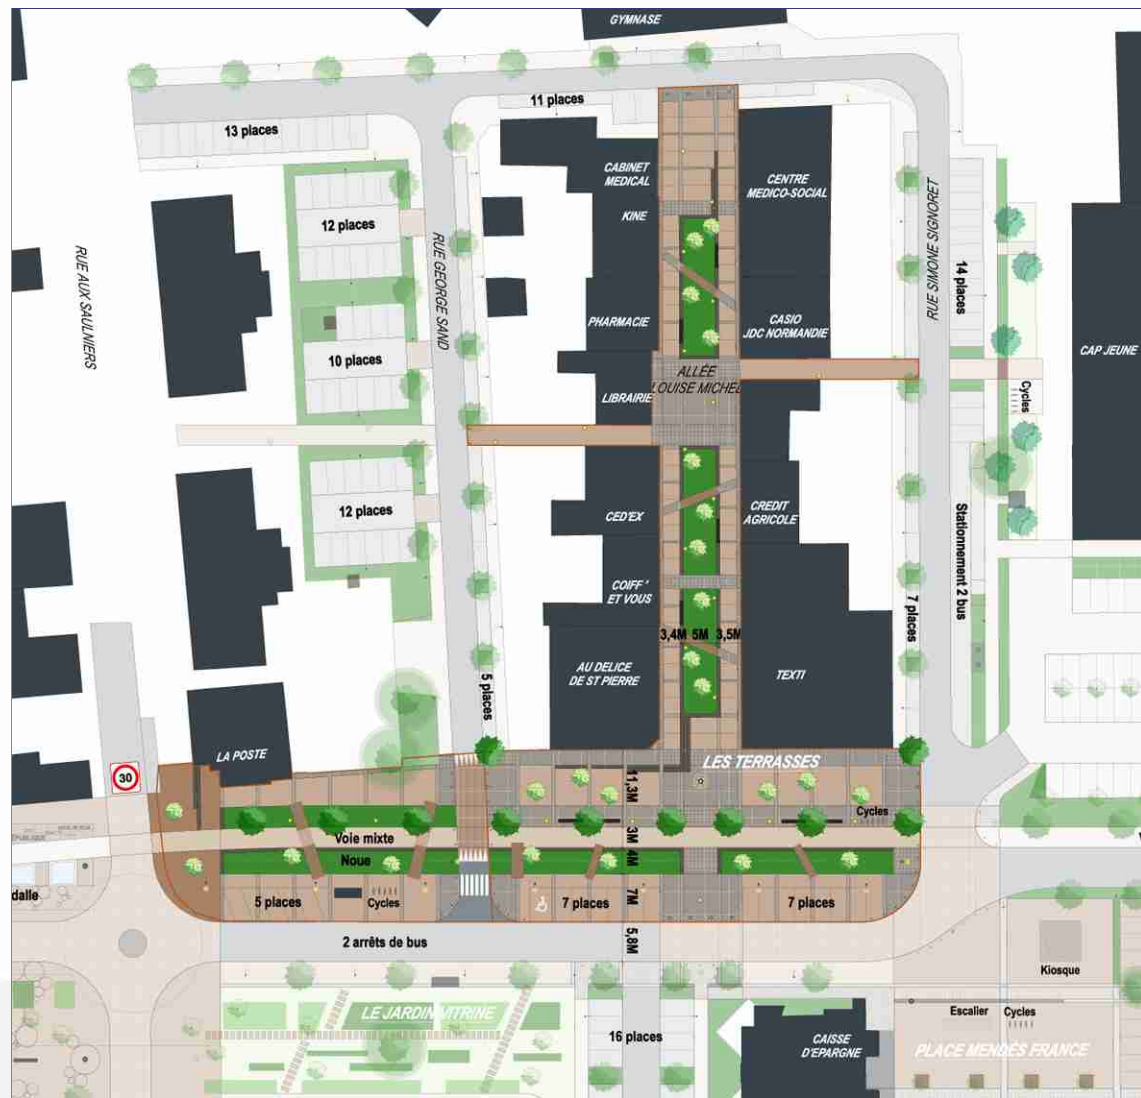 GYMNASE
11 places
13 places
CABINET
MEDICAL
CENTRE
MEDICO-SOCIAL
KINE
12 places
RUE AUX SAULNIERS
RUE GEORGE SAND
RUE SIMONE SIGNORET
14 places
PHARMACIE
CASIO
JDC NORMANDIE
CAP JEUNE
10 places
ALLÉE
LOUISE MICHEL
LIBRAIRIE
Cycles
12 places
CED'EX
CREDIT
AGRICOLE
Stationnement 2 bus
COIFF '
ET VOUS
7 places
3,4M
5M
3,5M
AU DELICE
DE ST PIERRE
TEXTI
5 places
LA POSTE
LES TERRASSES
30
11,3M
Cycles
Voie mixte
3M
Noue
4M
dalle
5 places
Cycles
7 places
7M
7 places
2 arrêts de bus
5,8M
Kiosque
LE JARDIN VITRINE
Escalier
Cycles
16 places
CAISSE
D'EPARGNE
PLACE MENDÉS FRANCE